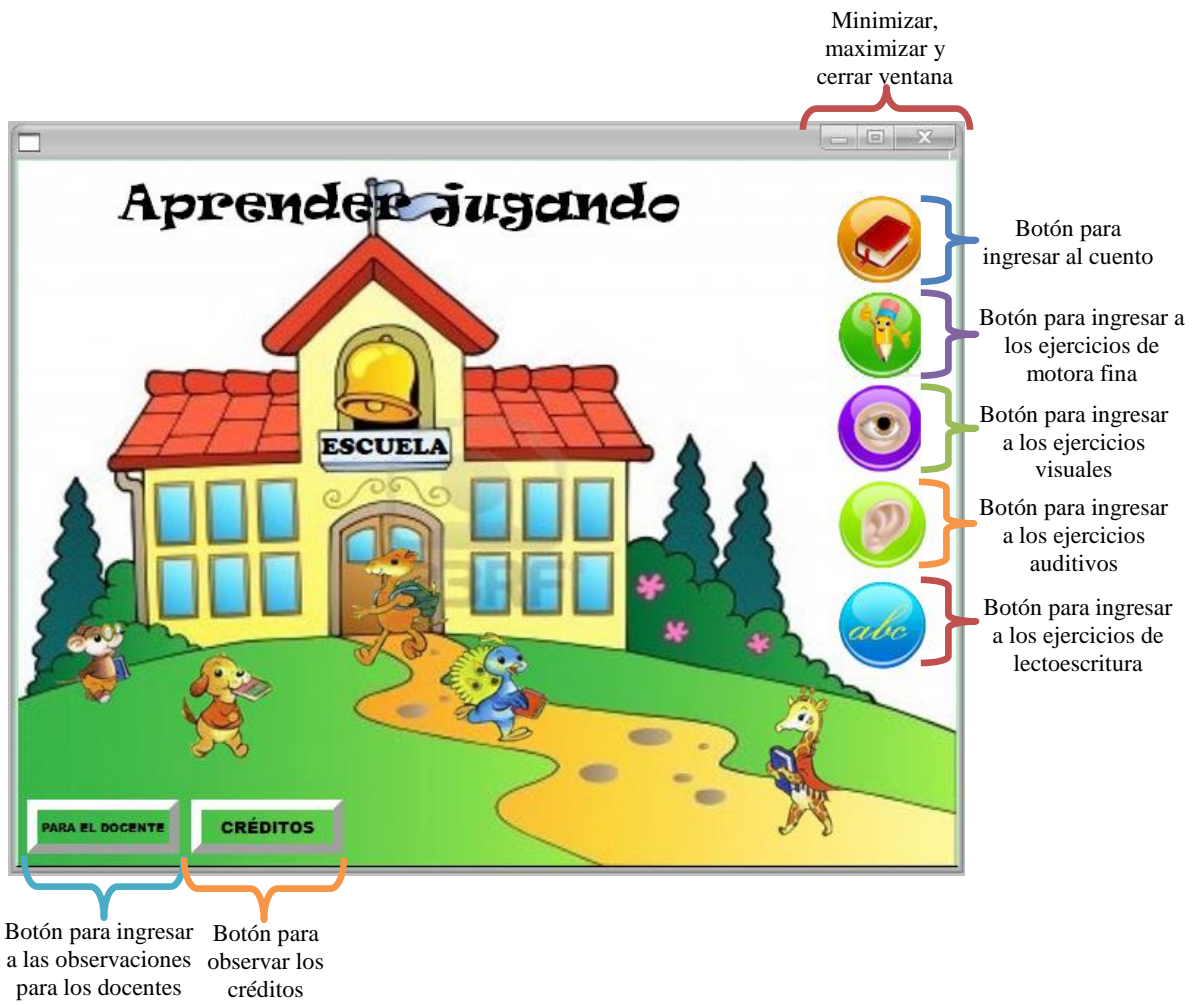 Minimizar,
maximizar y
cerrar ventana
Aprender jugando
Botón para
ingresar al cuento
Botón para ingresar a
los ejercicios de
motora fina
Botón para ingresar
a los ejercicios
visuales
ESCUELA
Botón para ingresar
a los ejercicios
auditivos
abc
Botón para ingresar
a los ejercicios de
lectoescritura
PARA EL DOCENTE
CRÉDITOS
Botón para ingresar
a las observaciones
para los docentes
Botón para
observar los
créditos